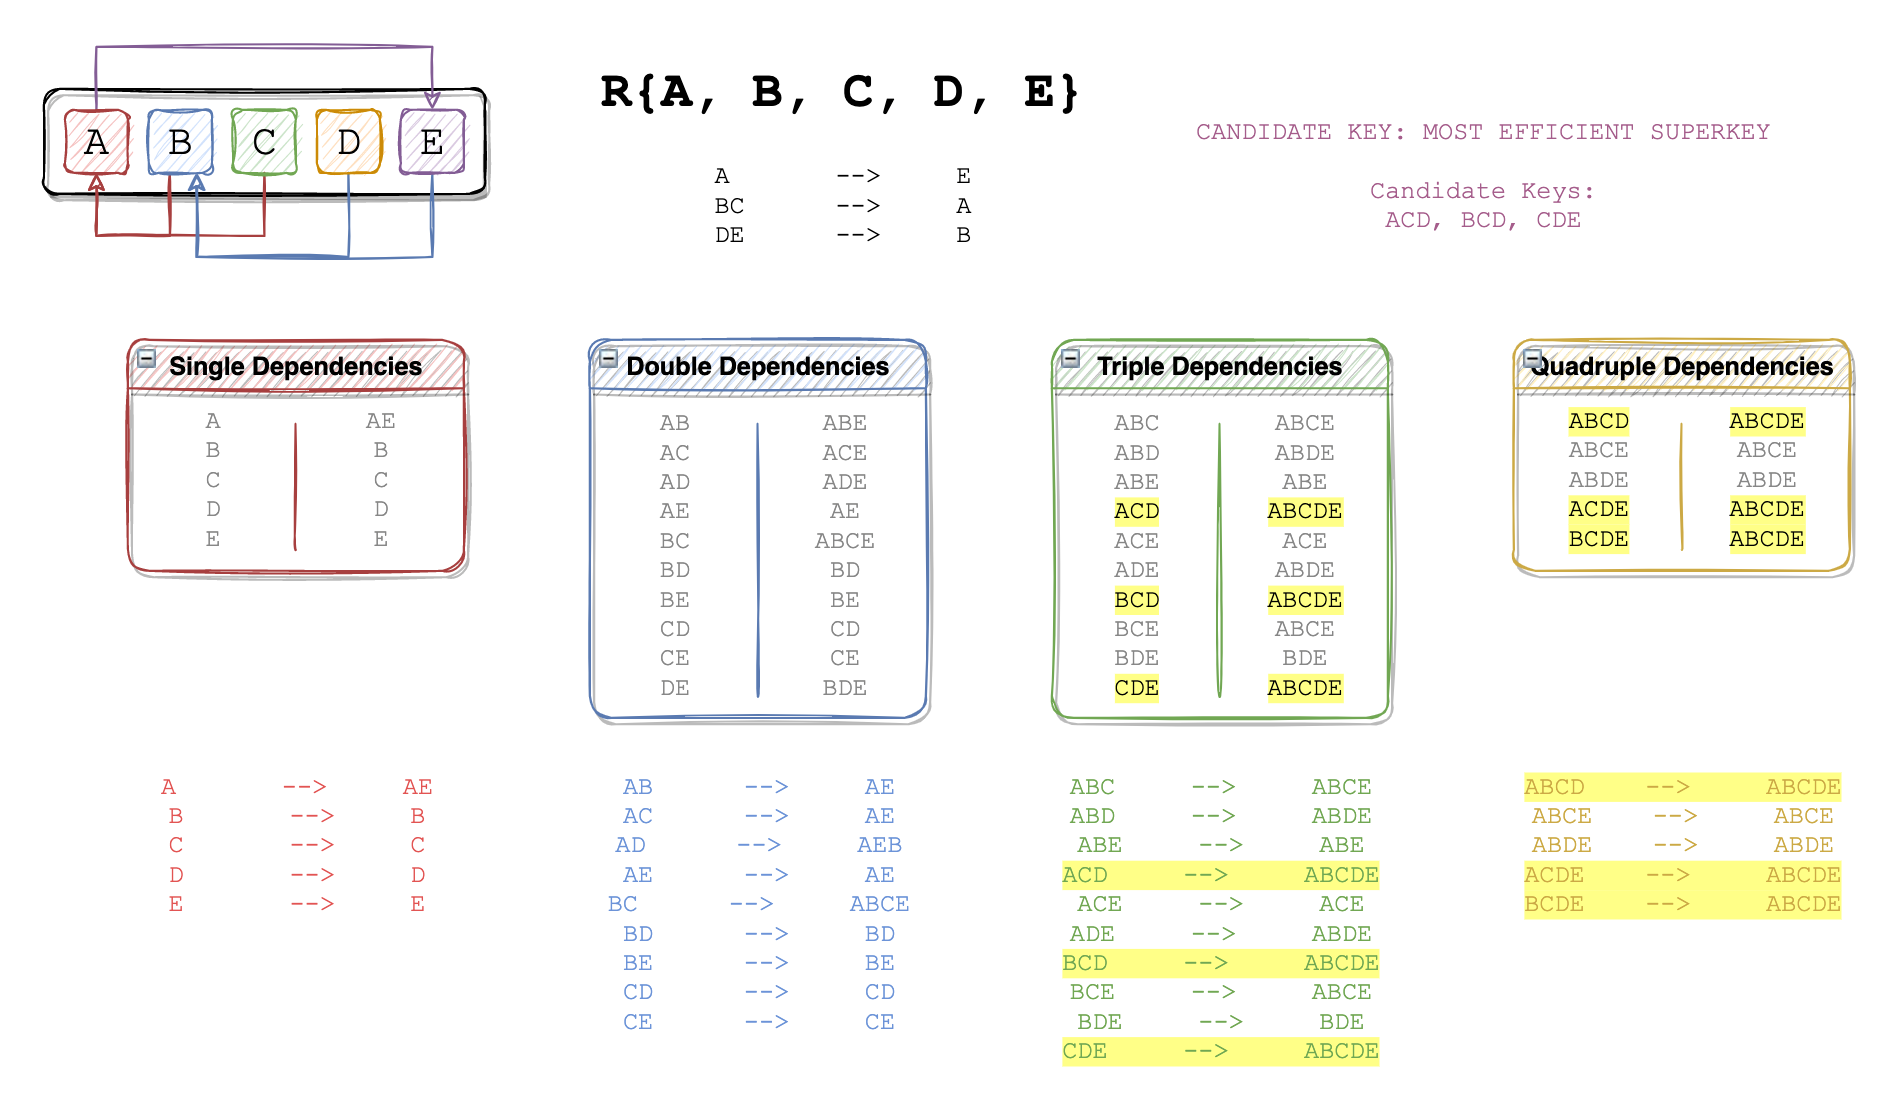 A B C D E
R{A, B, C, D, E}
A --> E
BC --> A
DE --> B
CANDIDATE KEY: MOST EFFICIENT SUPERKEY
Candidate Keys:
ACD, BCD, CDE
Single Dependencies
A AE
B B
C C
D D
E E
Double Dependencies
AB ABE
AC ACE
AD ADE
AE AE
BC ABCE
BD BD
BE BE
CD CD
CE CE
DE BDE
Triple Dependencies
ABC ABCE
ABD ABDE
ABE ABE
ACD ABCDE
ACE ACE
ADE ABDE
BCD ABCDE
BCE ABCE
BDE BDE
CDE ABCDE
Quadruple Dependencies
ABCD ABCDE
ABCE ABCE
ABDE ABDE
ACDE ABCDE
BCDE ABCDE
A --> AE
B --> B
C --> C
D --> D
E --> E
AB --> AE
AC --> AE
AD --> AEB
AE --> AE
BC --> ABCE
BD --> BD
BE --> BE
CD --> CD
CE --> CE
ABC --> ABCE
ABD --> ABDE
ABE --> ABE
ACD --> ABCDE
ACE --> ACE
ADE --> ABDE
BCD --> ABCDE
BCE --> ABCE
BDE --> BDE
CDE --> ABCDE
ABCD --> ABCDE
ABCE --> ABCE
ABDE --> ABDE
ACDE --> ABCDE
BCDE --> ABCDE